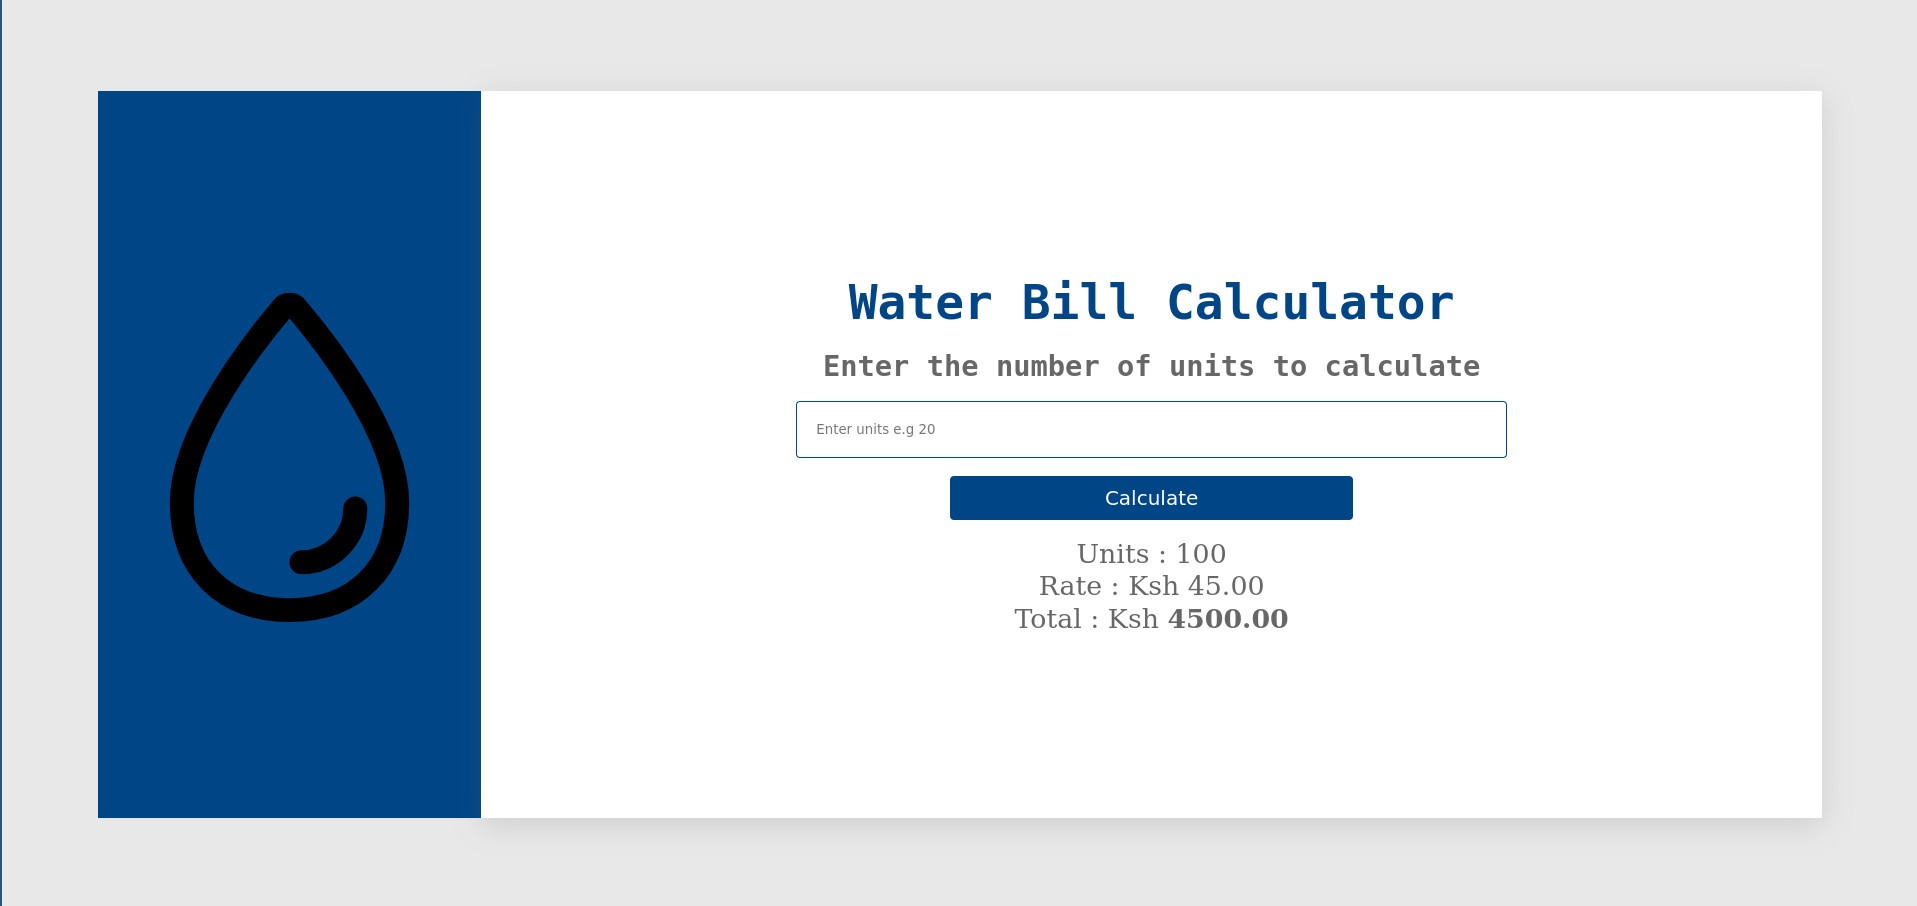 Water Bill Calculator
Enter the number of units to calculate
Enter units e.g 20
Calculate
Units : 100
Rate : Ksh 45.00
Total : Ksh 4500.00